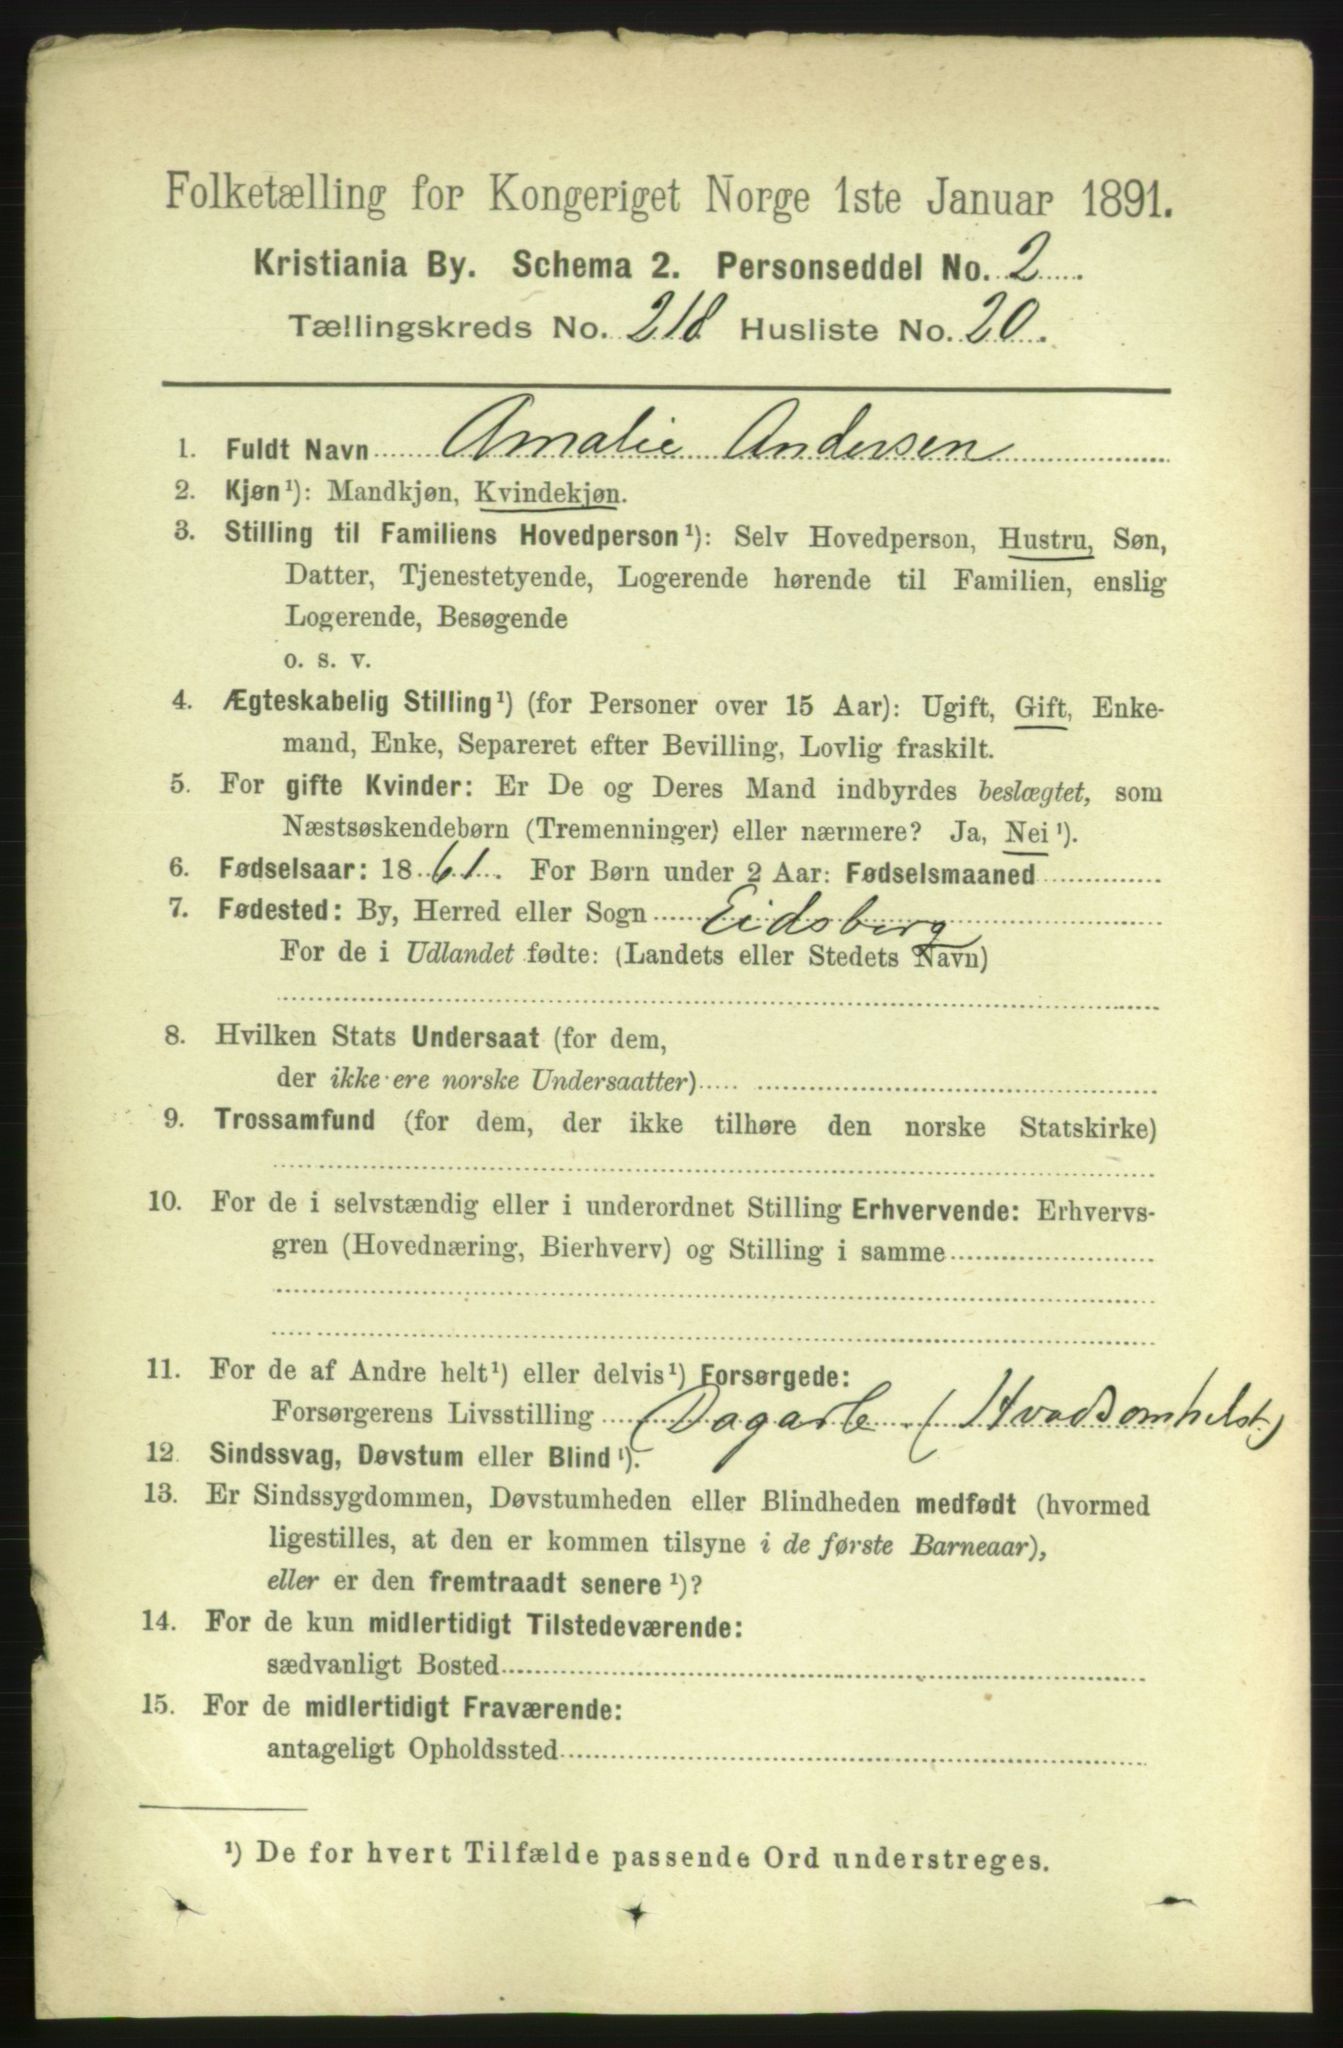 Folketælling for Kongeriget Norge 1ste Januar 1891.
Kristiania By. Schema 2. Personseddel No. 2
Tællingskreds No. 218 Husliste No. 20.
1. Fuldt Navn Amalie Andersen
2. Kjøn¹): Mandkjøn, Kvindekjøn.
3. Stilling til Familiens Hovedperson¹): Selv Hovedperson, Hustru, Søn,
Datter, Tjenestetyende, Logerende hørende til Familien, enslig
Logerende, Besøgende
o. s. v.
4. Ægteskabelig Stilling¹) (for Personer over 15 Aar): Ugift, Gift, Enke-
mand, Enke, Separeret efter Bevilling, Lovlig fraskilt.
5. For gifte Kvinder: Er De og Deres Mand indbyrdes beslægtet, som
Næstsøskendebørn (Tremenninger) eller nærmere? Ja, Nei¹).
6. Fødselsaar: 1861. For Børn under 2 Aar: Fødselsmaaned
7. Fødested: By, Herred eller Sogn Eidsberg
For de i Udlandet fødte: (Landets eller Stedets Navn)
8. Hvilken Stats Undersaat (for dem,
der ikke ere norske Undersaatter)
9. Trossamfund (for dem, der ikke tilhøre den norske Statskirke)
10. For de i selvstændig eller i underordnet Stilling Erhvervende: Erhvervs-
gren (Hovednæring, Bierhverv) og Stilling i samme
11. For de af Andre helt¹) eller delvis¹) Forsørgede:
Forsørgerens Livsstilling Dagarb. (Hvadsomhelst)
12. Sindssvag, Døvstum eller Blind¹).
13. Er Sindssygdommen, Døvstumheden eller Blindheden medfødt (hvormed
ligestilles, at den er kommen tilsyne i de første Barneaar),
eller er den fremtraadt senere¹)?
14. For de kun midlertidigt Tilstedeværende:
sædvanligt Bosted
15. For de midlertidigt Fraværende:
antageligt Opholdssted
¹) De for hvert Tilfælde passende Ord understreges.